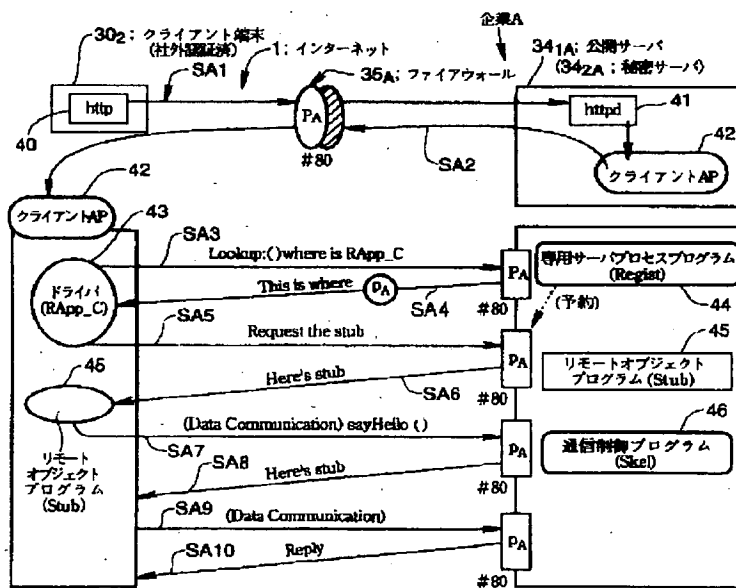 企業A
30₂；クライアント端末
(社外認証済)
1；インターネット
34₁A；公開サーバ
(34₂A；秘密サーバ)
SA1
35A；ファイアウォール
http
40
PA
#80
httpd
41
SA2
42
クライアントAP
42
クライアントAP
43
SA3
Lookup:()where is RApp_C
ドライバ
(RApp_C)
This is where
PA
SA4
PA
#80
専用サーバプロセスプログラム
(Regist)
44
(予約)
SA5
Request the stub
PA
#80
45
リモートオブジェクト
プログラム(Stub)
45
Here's stub
SA6
(Data Communication) sayHello ()
SA7
PA
#80
46
通信制御プログラム
(Skel)
リモート
オブジェクト
プログラム
(Stub)
SA8
Here's stub
SA9
(Data Communication)
PA
#80
SA10
Reply